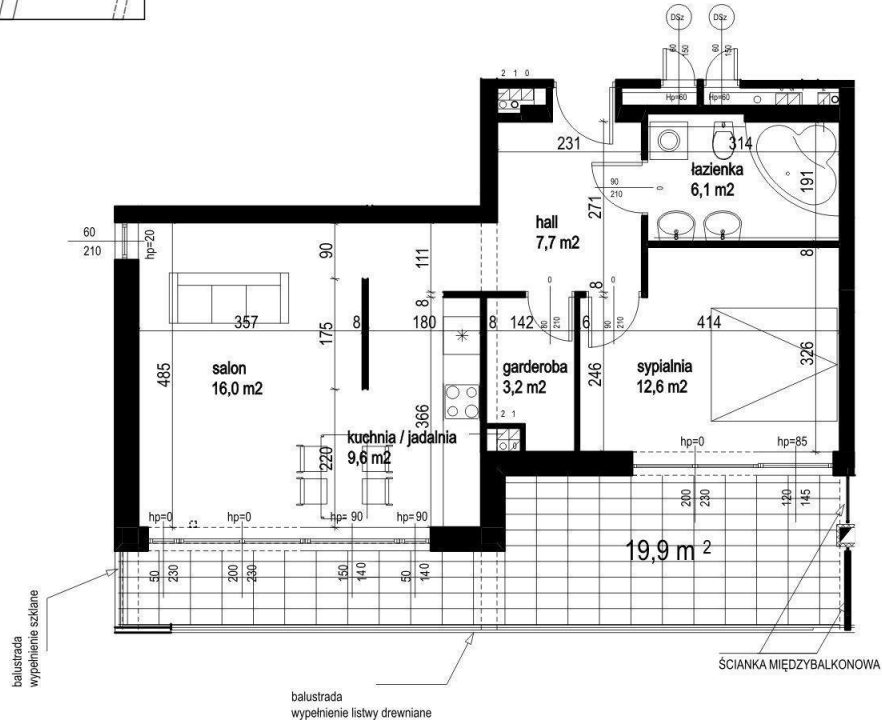 DSz
DSz
60
150
60
150
2 1 0
Hp=60
Hp=60
231
314
łazienka
6,1 m2
191
90
210
0
271
hall
7,7 m2
60
210
hp=20
90
111
8
8
0
0
357
8
180
8
142
80
210
6
90
210
414
175
485
salon
16,0 m2
garderoba
3,2 m2
246
sypialnia
12,6 m2
326
366
2 1
0
kuchnia / jadalnia
9,6 m2
220
hp=0
hp=85
hp=0
hp=0
hp= 90
hp= 90
200
230
120
145
19,9 m 2
50
230
200
230
150
140
50
140
balustrada
wypełnienie szklane
ŚCIANKA MIĘDZYBALKONOWA
balustrada
wypełnienie listwy drewniane